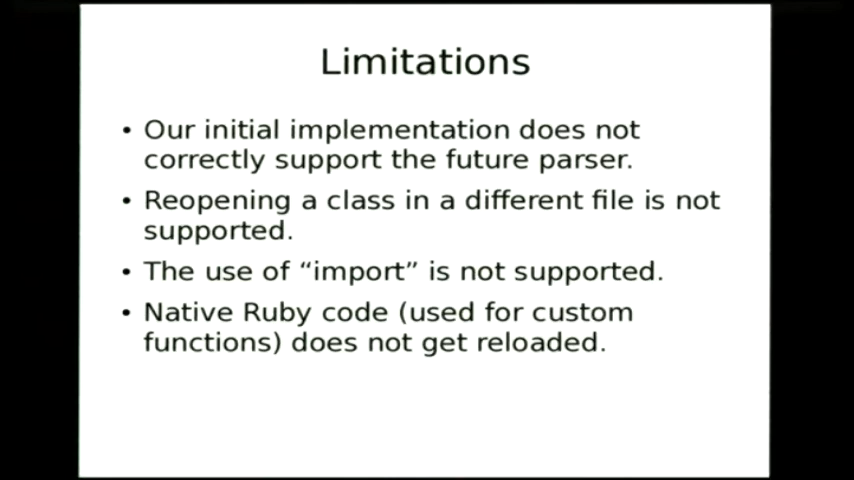 Limitations
• Our initial implementation does not
correctly support the future parser.
• Reopening a class in a different file is not
supported.
• The use of “import” is not supported.
• Native Ruby code (used for custom
functions) does not get reloaded.